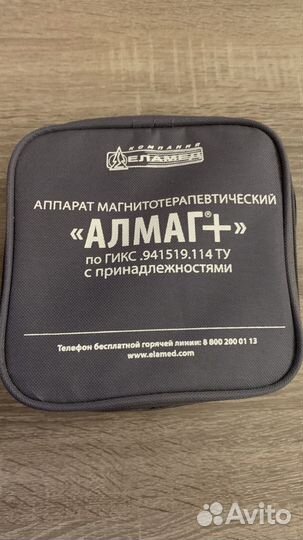 КОМПАНИЯ
ЕЛАМЕД
АППАРАТ МАГНИТОТЕРАПЕВТИЧЕСКИЙ
«АЛМАГ®+»
по ГИКС .941519.114 ТУ
с принадлежностями
Телефон бесплатной горячей линии: 8 800 200 01 13
www.elamed.com
Avito